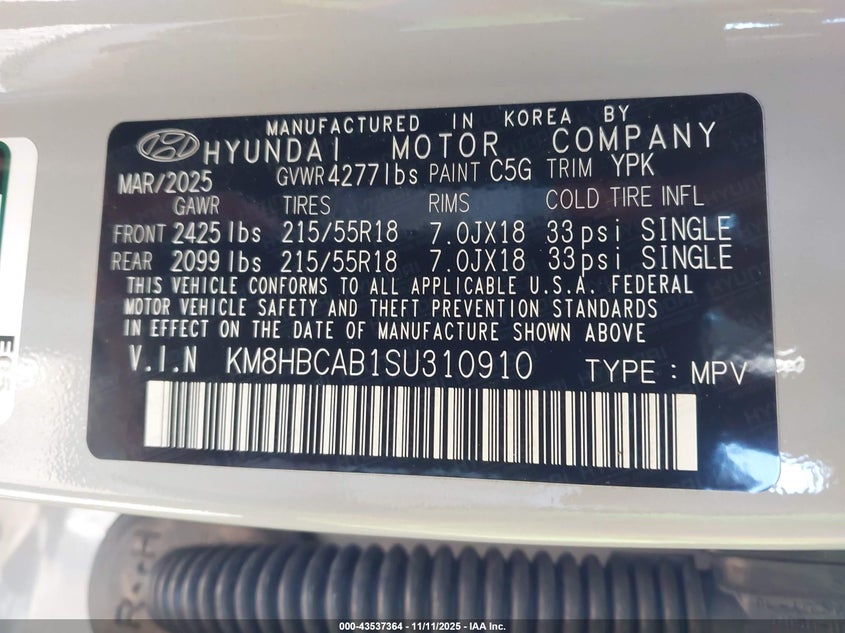 MANUFACTURED IN KOREA BY
HYUNDAI MOTOR COMPANY
MAR/2025 GVWR 4277lbs PAINT C5G TRIM YPK
GAWR TIRES RIMS COLD TIRE INFL
FRONT 2425 lbs 215/55R18 7.0JX18 33psi SINGLE
REAR 2099 lbs 215/55R18 7.0JX18 33psi SINGLE
THIS VEHICLE CONFORMS TO ALL APPLICABLE U.S.A. FEDERAL
MOTOR VEHICLE SAFETY AND THEFT PREVENTION STANDARDS
IN EFFECT ON THE DATE OF MANUFACTURE SHOWN ABOVE
V.I.N KM8HBCAB1SU310910 TYPE : MPV
R-H
000-43537364 - 11/11/2025 - IAA Inc.